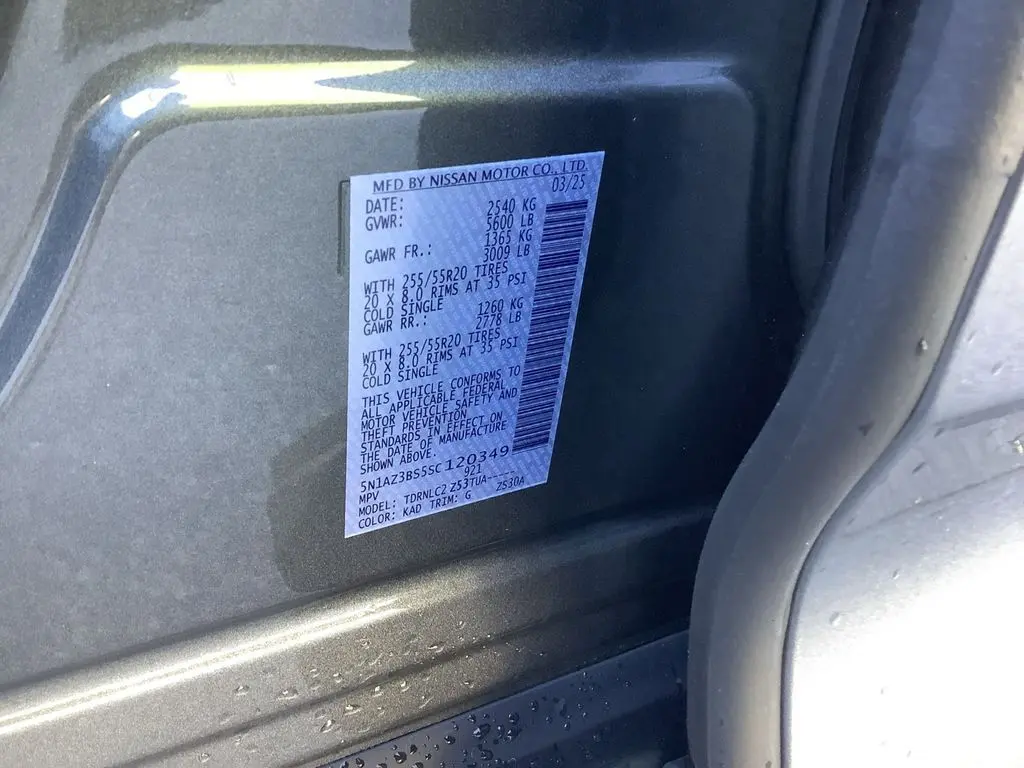 MFD BY NISSAN MOTOR CO., LTD.
DATE: 03/25
GVWR: 2540 KG
5600 LB
GAWR FR.: 1365 KG
3009 LB
WITH 255/55R20 TIRES
20 X 8.0 RIMS AT 35 PSI
COLD SINGLE
GAWR RR.: 1260 KG
2778 LB
WITH 255/55R20 TIRES
20 X 8.0 RIMS AT 35 PSI
COLD SINGLE
THIS VEHICLE CONFORMS TO
ALL APPLICABLE FEDERAL
MOTOR VEHICLE SAFETY AND
THEFT PREVENTION
STANDARDS IN EFFECT ON
THE DATE OF MANUFACTURE
SHOWN ABOVE.
5N1AZ3BS5SC120349
MPV 921
MODEL: TDRNLCZ Z53TUA-----
COLOR: KAD TRIM: G ZS30A